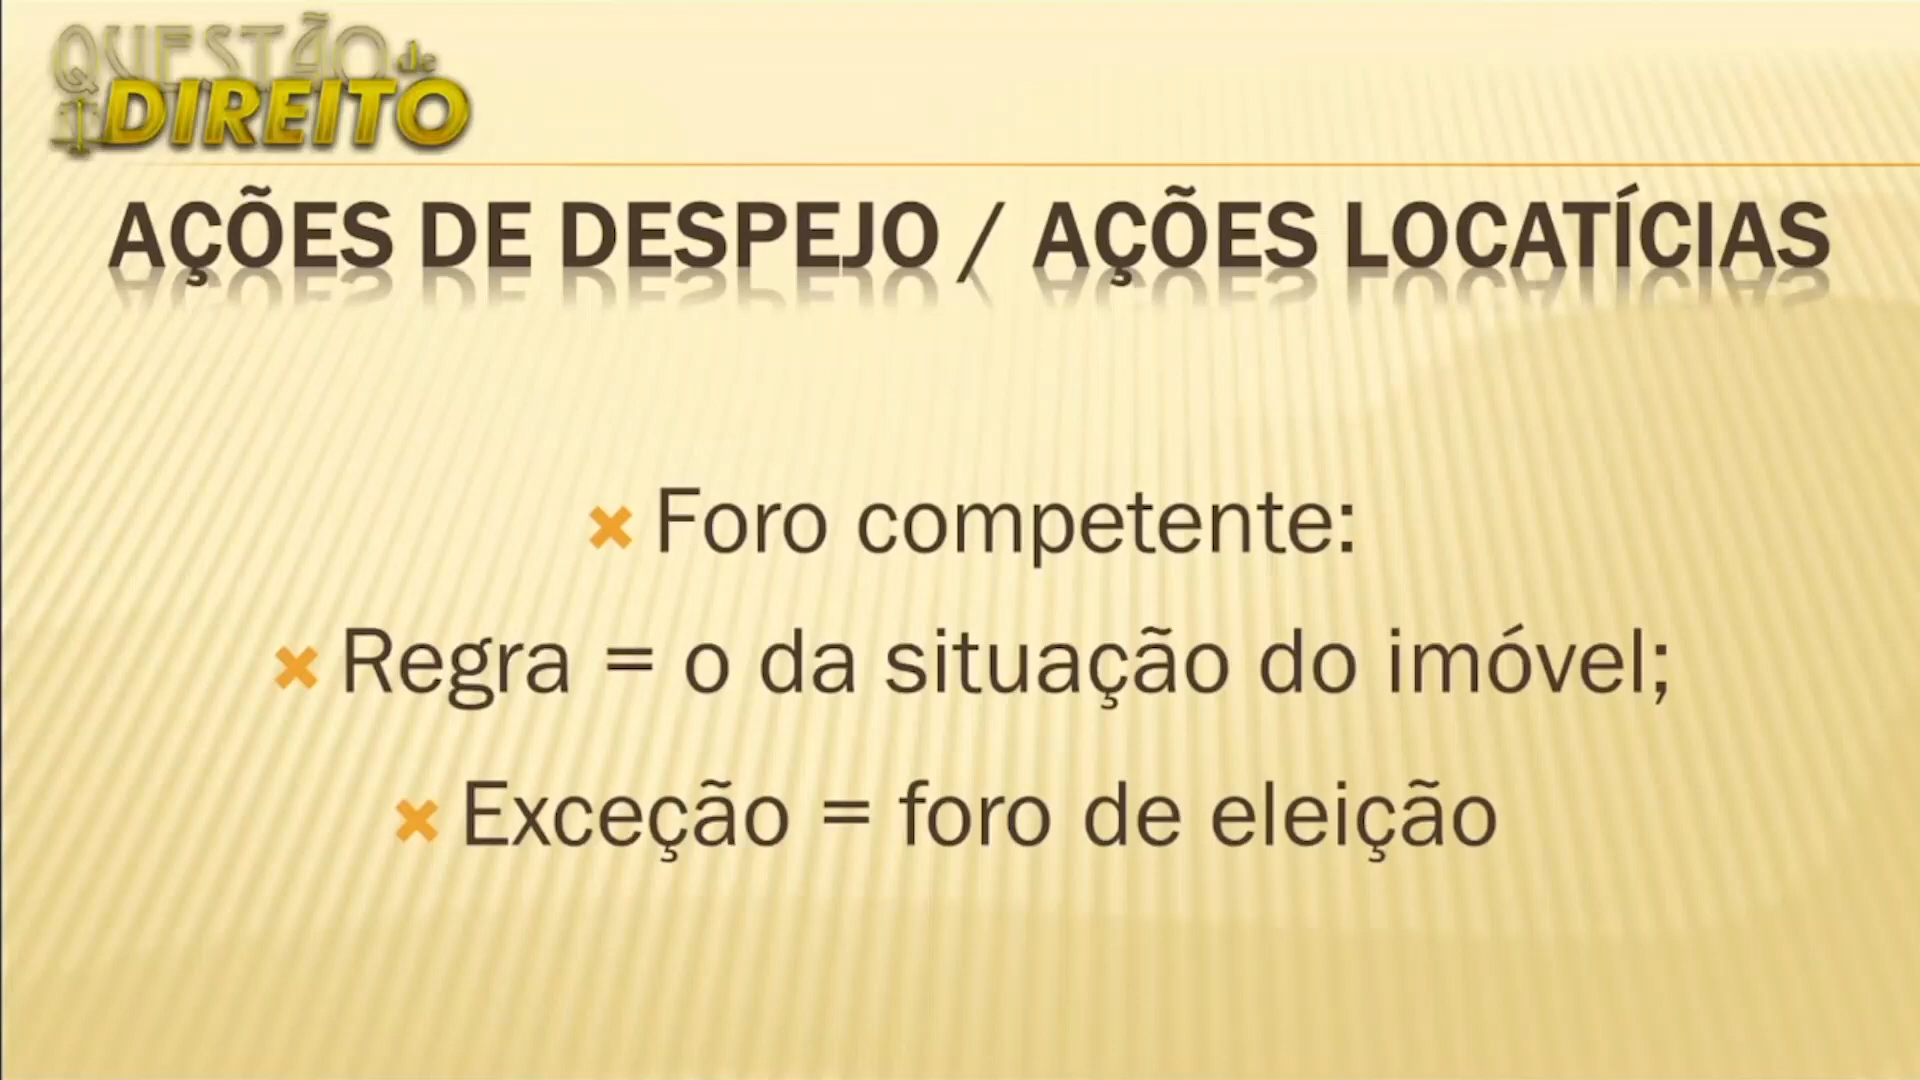 QUESTÃO de
DIREITO
AÇÕES DE DESPEJO / AÇÕES LOCATÍCIAS
Foro competente:
Regra = o da situação do imóvel;
Exceção = foro de eleição